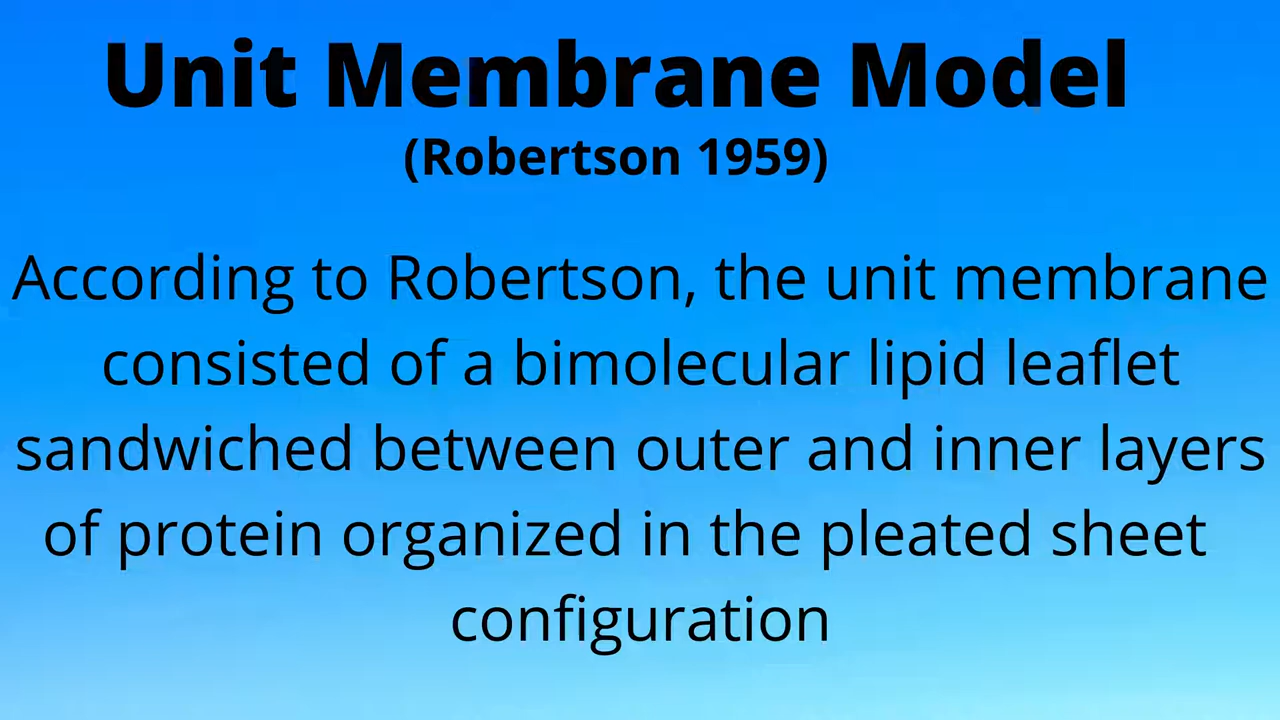 Unit Membrane Model
(Robertson 1959)
According to Robertson, the unit membrane
consisted of a bimolecular lipid leaflet
sandwiched between outer and inner layers
of protein organized in the pleated sheet
configuration